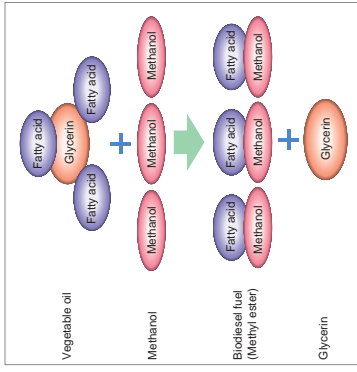 Vegetable oil
Fatty acid
Glycerin
Fatty acid
Fatty acid
+
Methanol
Methanol
Methanol
Methanol
Biodiesel fuel
(Methyl ester)
Fatty acid
Methanol
Fatty acid
Methanol
Fatty acid
Methanol
+
Glycerin
Glycerin